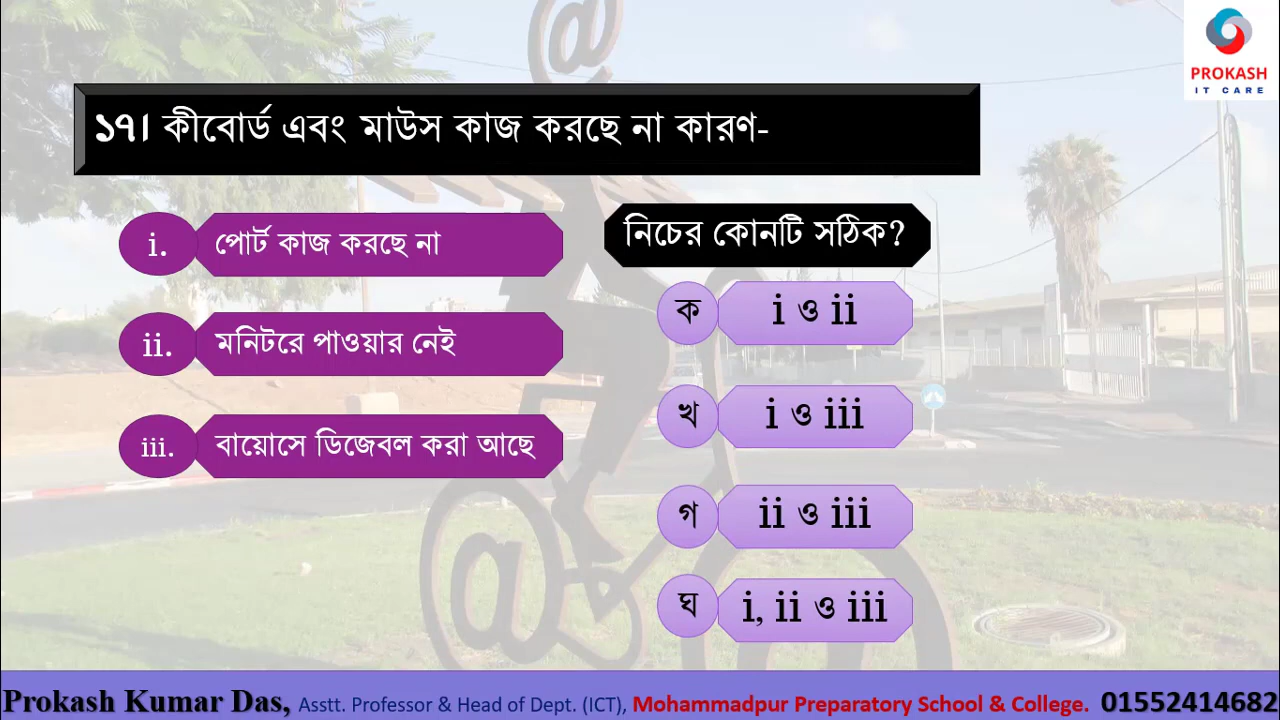 PROKASH
IT CARE
১৭। কীবোর্ড এবং মাউস কাজ করছে না কারণ-
i. পোর্ট কাজ করছে না
ii. মনিটরে পাওয়ার নেই
iii. বায়োসে ডিজেবল করা আছে
নিচের কোনটি সঠিক?
ক i ও ii
খ i ও iii
গ ii ও iii
ঘ i, ii ও iii
Prokash Kumar Das, Asstt. Professor & Head of Dept. (ICT), Mohammadpur Preparatory School & College. 01552414682